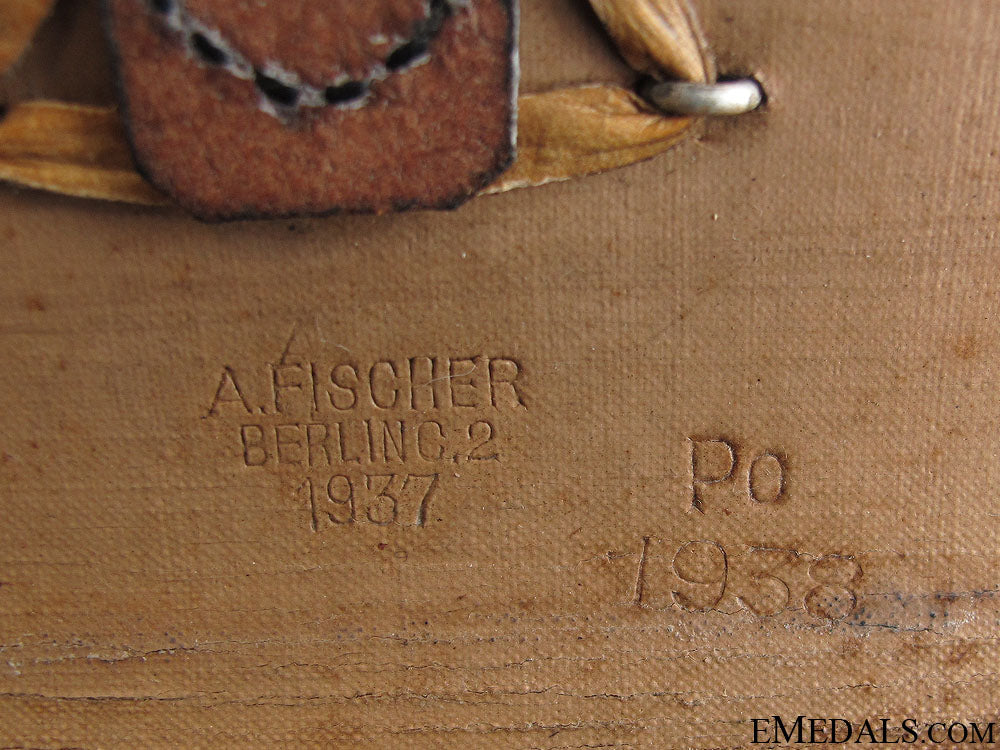 A. FISCHER
BERLIN C.2
1937
Po
1938
EMEDALS.COM